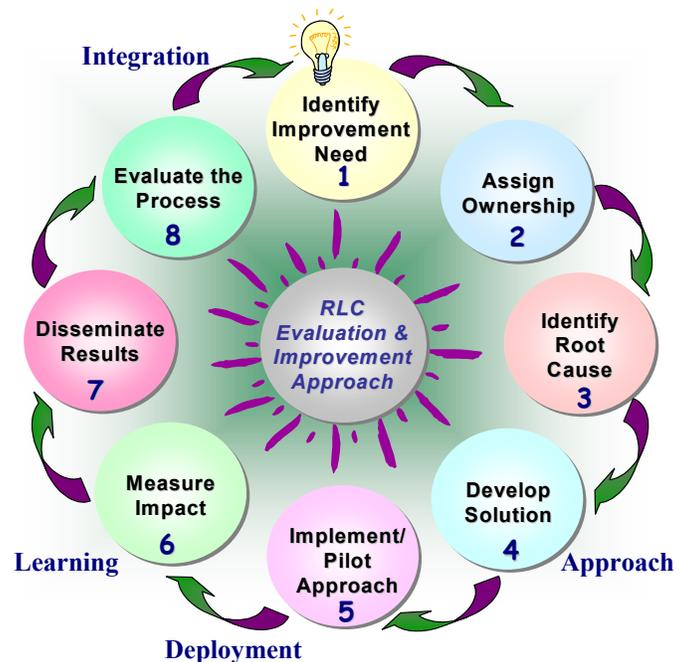 Integration
Identify
Improvement
Need
1
Assign
Ownership
2
Identify
Root
Cause
3
Develop
Solution
4
Approach
Implement/
Pilot
Approach
5
Deployment
Measure
Impact
6
Learning
Disseminate
Results
7
Evaluate the
Process
8
RLC
Evaluation &
Improvement
Approach